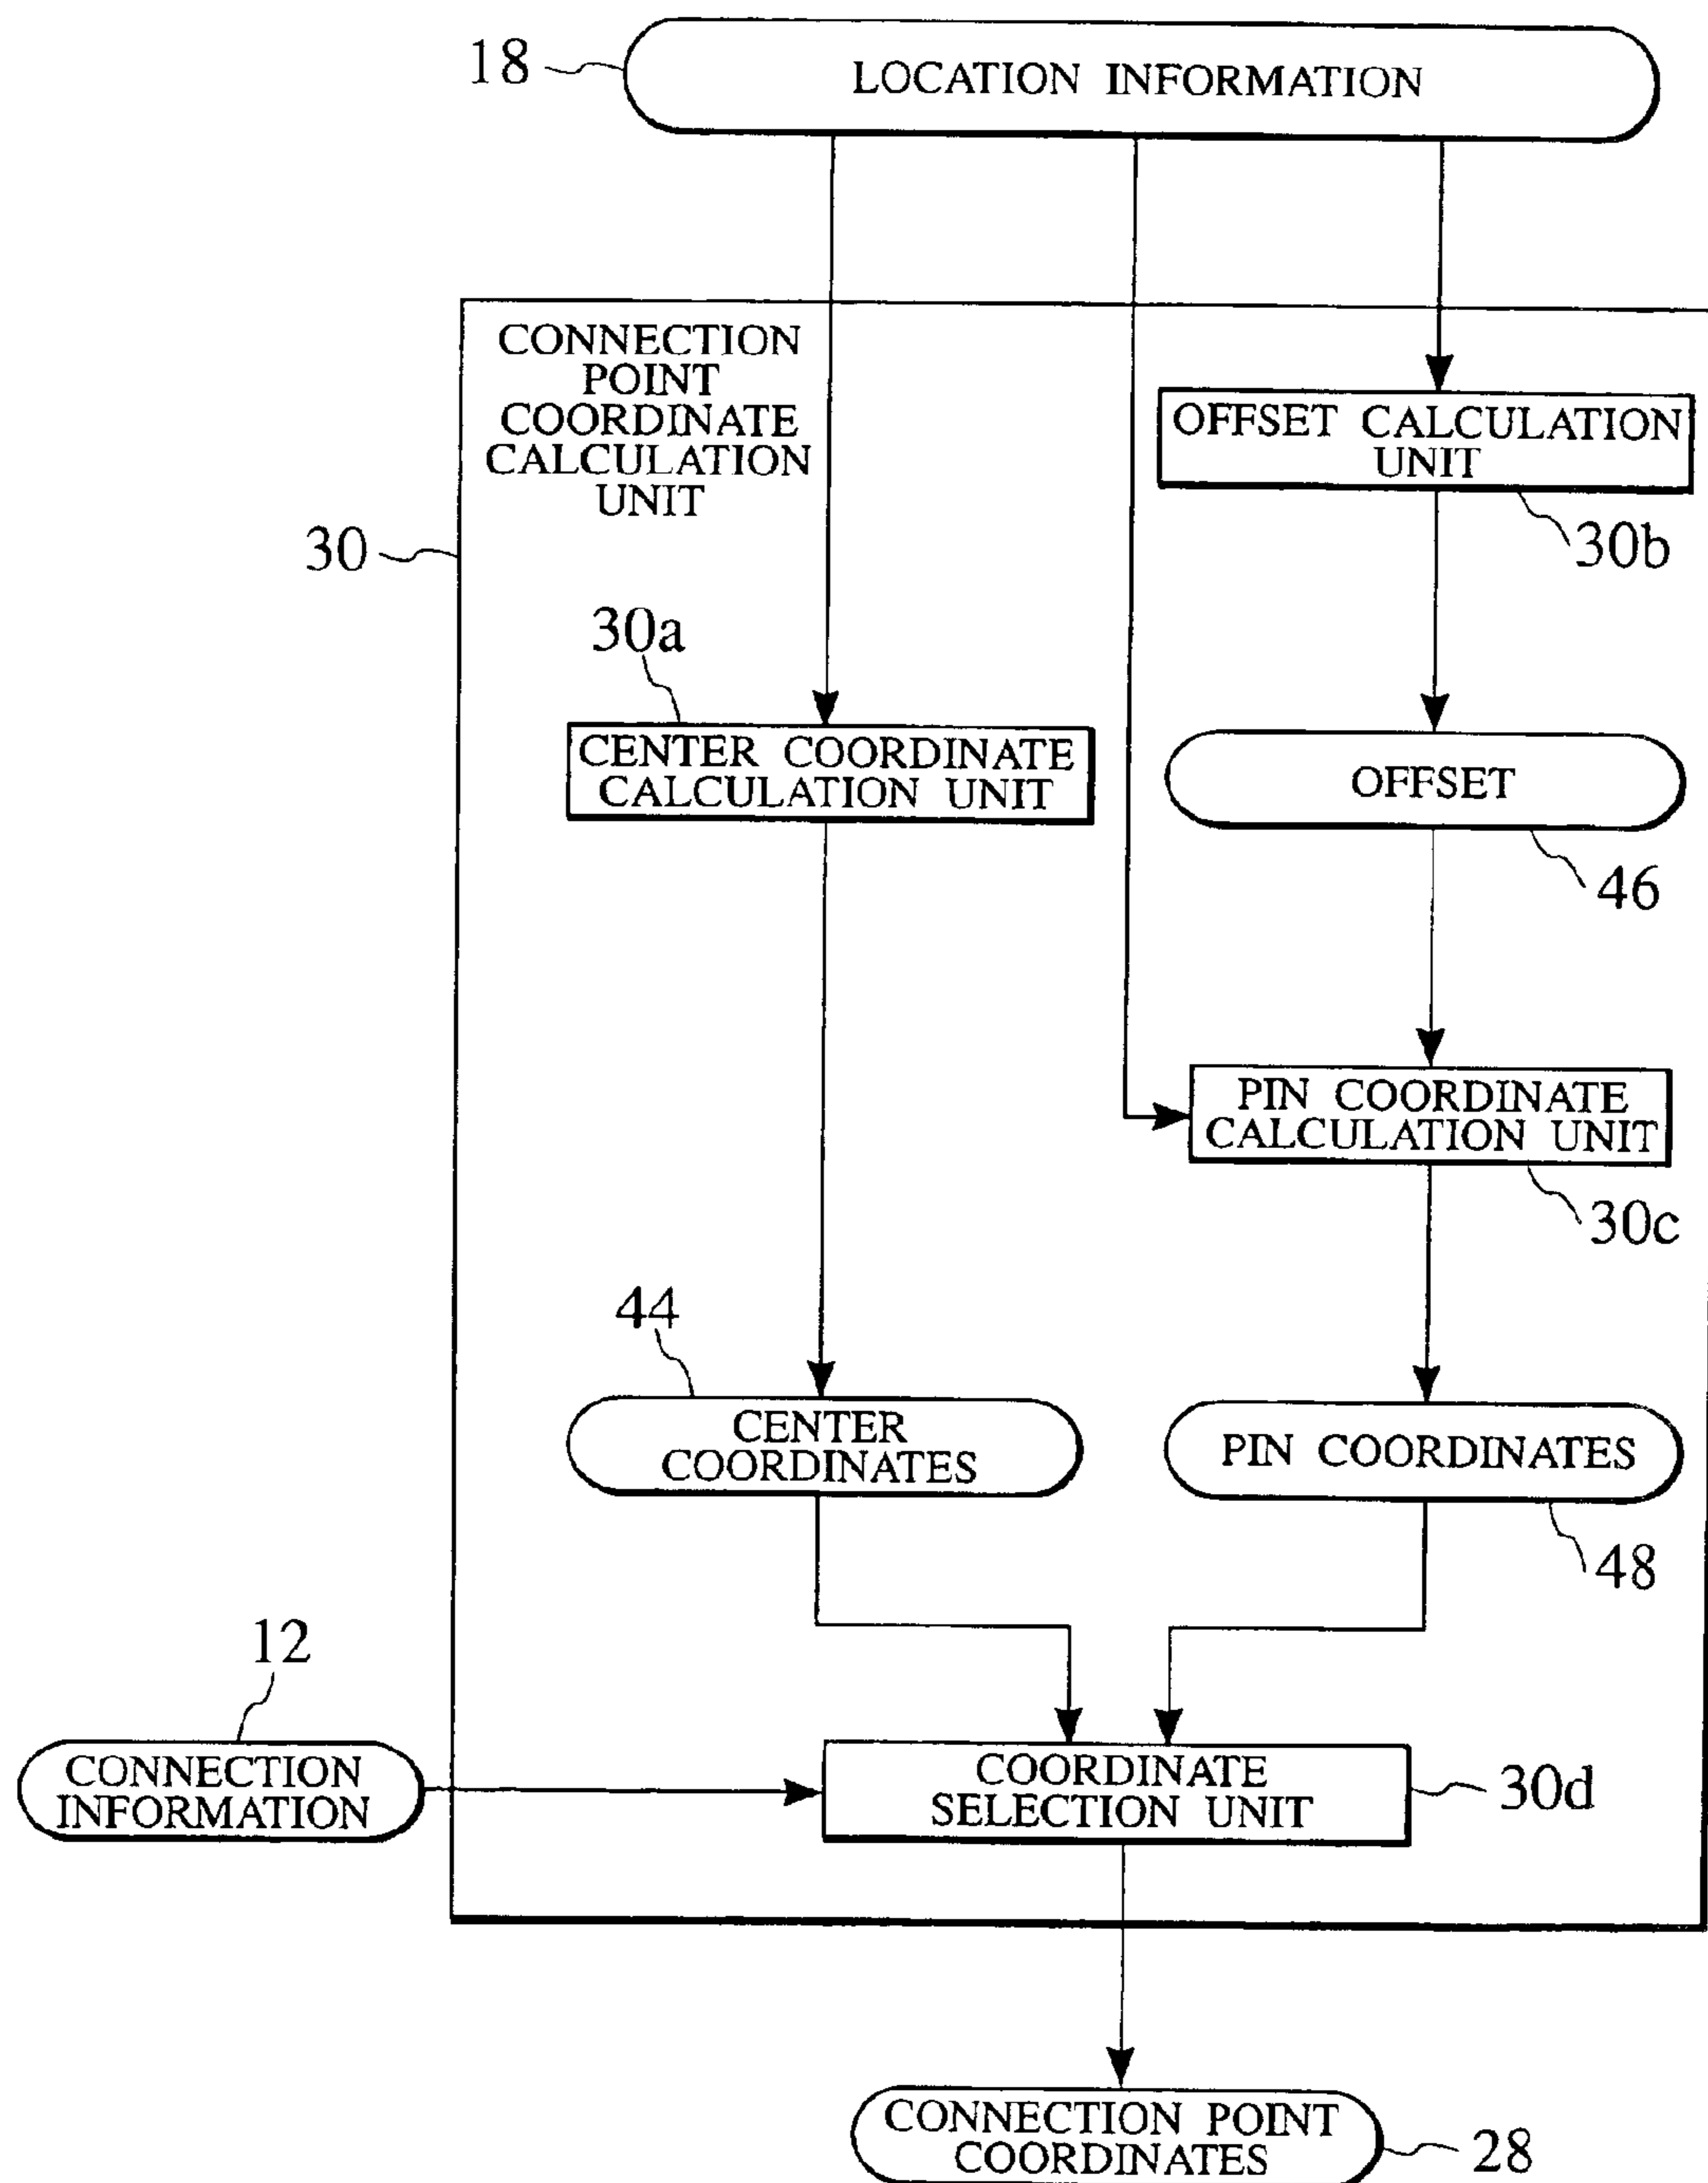 18
LOCATION INFORMATION
CONNECTION
POINT
COORDINATE
CALCULATION
UNIT
OFFSET CALCULATION
UNIT
30
30b
30a
CENTER COORDINATE
CALCULATION UNIT
OFFSET
46
PIN COORDINATE
CALCULATION UNIT
30c
44
CENTER
COORDINATES
PIN COORDINATES
48
12
CONNECTION
INFORMATION
COORDINATE
SELECTION UNIT
30d
CONNECTION POINT
COORDINATES
28